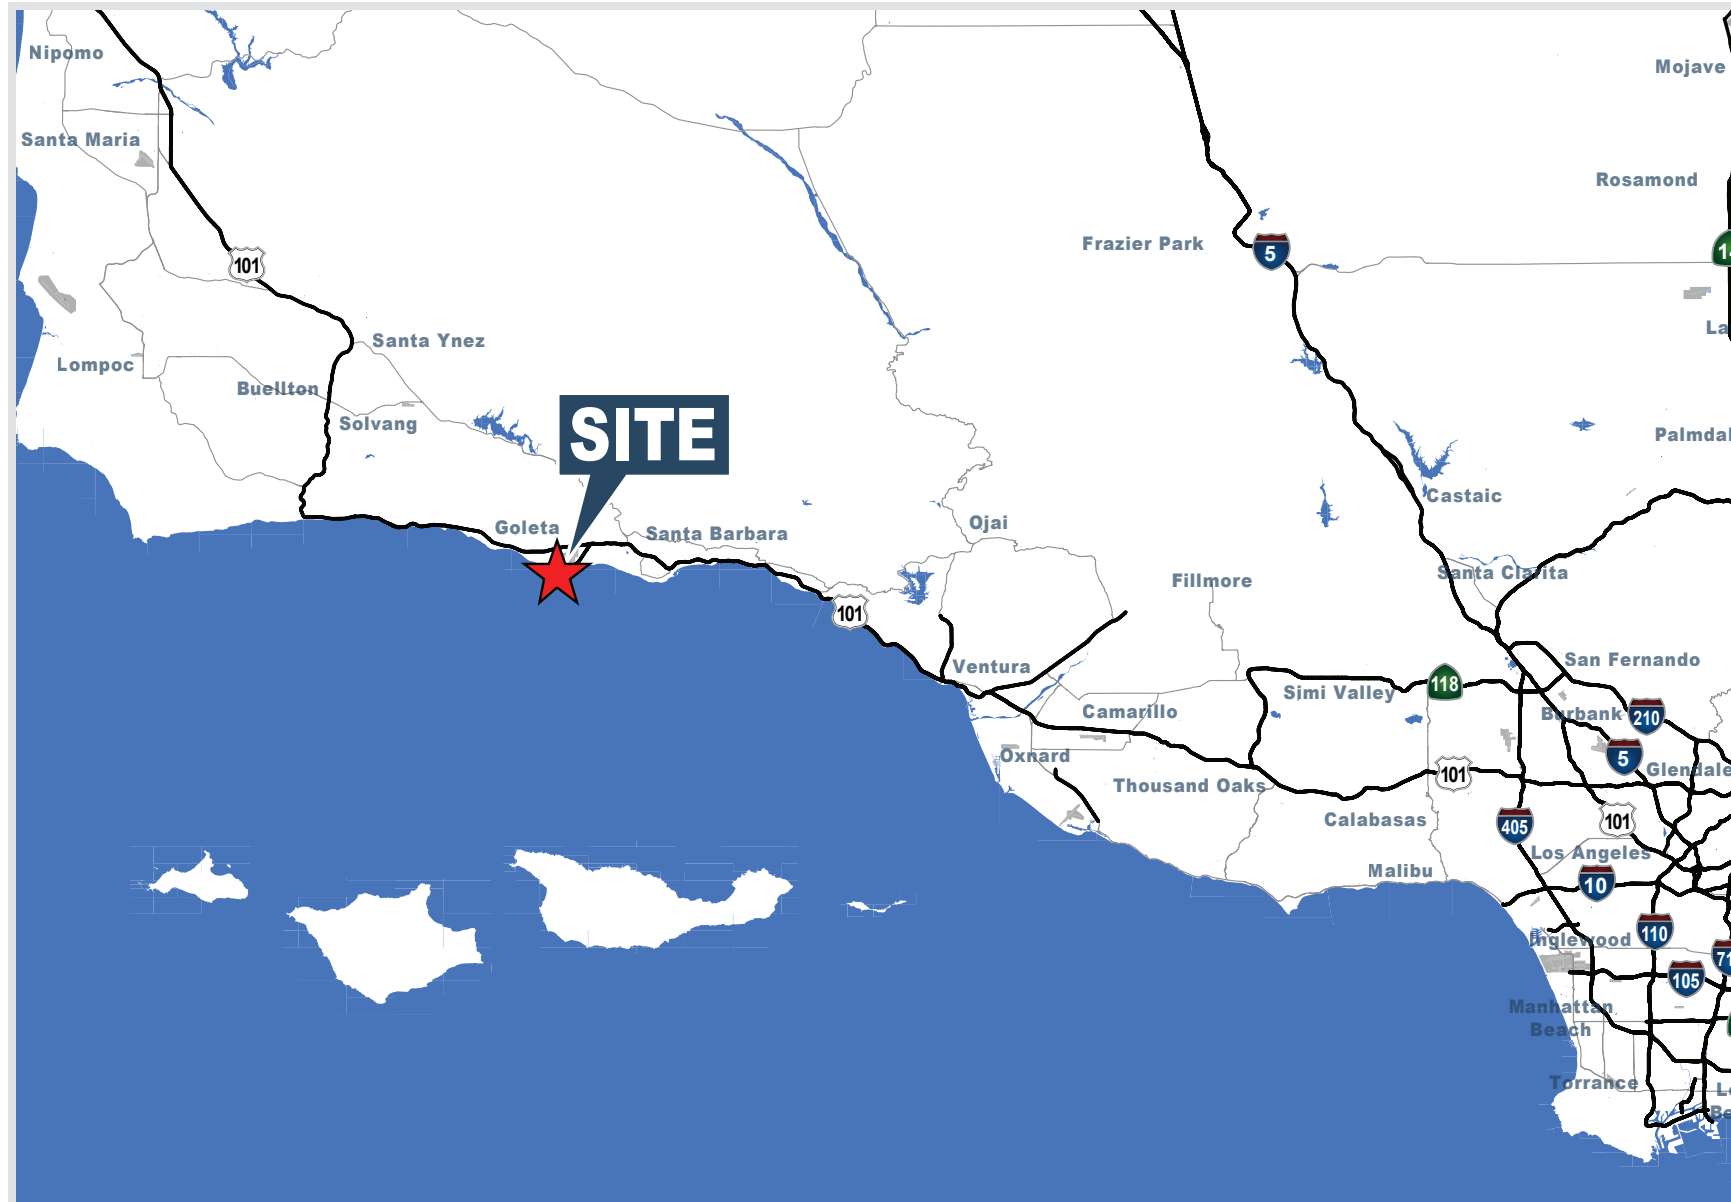 Nipomo
Mojave
Santa Maria
Rosamond
Frazier Park
5
101
Santa Ynez
Lompoc
Buellton
Solvang
SITE
Castaic
Goleta
Santa Barbara
Ojai
Santa Clarita
Fillmore
101
Ventura
San Fernando
118
Simi Valley
Camarillo
Burbank
210
Oxnard
5
Glendale
101
Thousand Oaks
405
101
Calabasas
Los Angeles
Malibu
10
110
Inglewood
105
Manhattan
Beach
Torrance